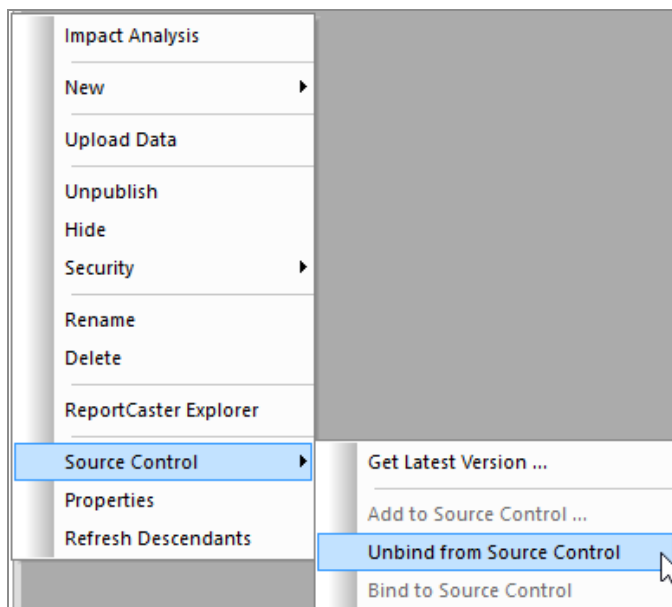 Impact Analysis
New
Upload Data
Unpublish
Hide
Security
Rename
Delete
ReportCaster Explorer
Source Control
Properties
Refresh Descendants
Get Latest Version ...
Add to Source Control ...
Unbind from Source Control
Bind to Source Control